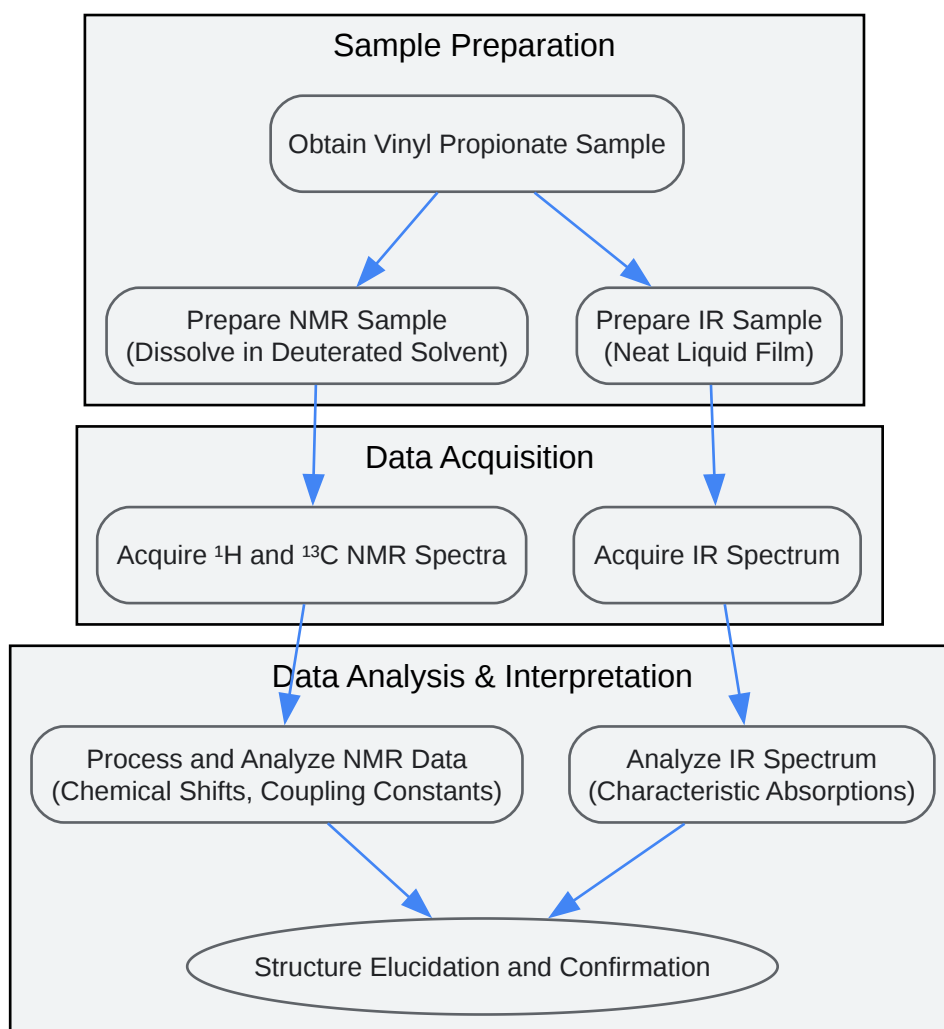 Sample Preparation
Obtain Vinyl Propionate Sample
Prepare NMR Sample
(Dissolve in Deuterated Solvent)
Prepare IR Sample
(Neat Liquid Film)
Data Acquisition
Acquire ¹H and ¹³C NMR Spectra
Acquire IR Spectrum
Data Analysis & Interpretation
Process and Analyze NMR Data
(Chemical Shifts, Coupling Constants)
Analyze IR Spectrum
(Characteristic Absorptions)
Structure Elucidation and Confirmation